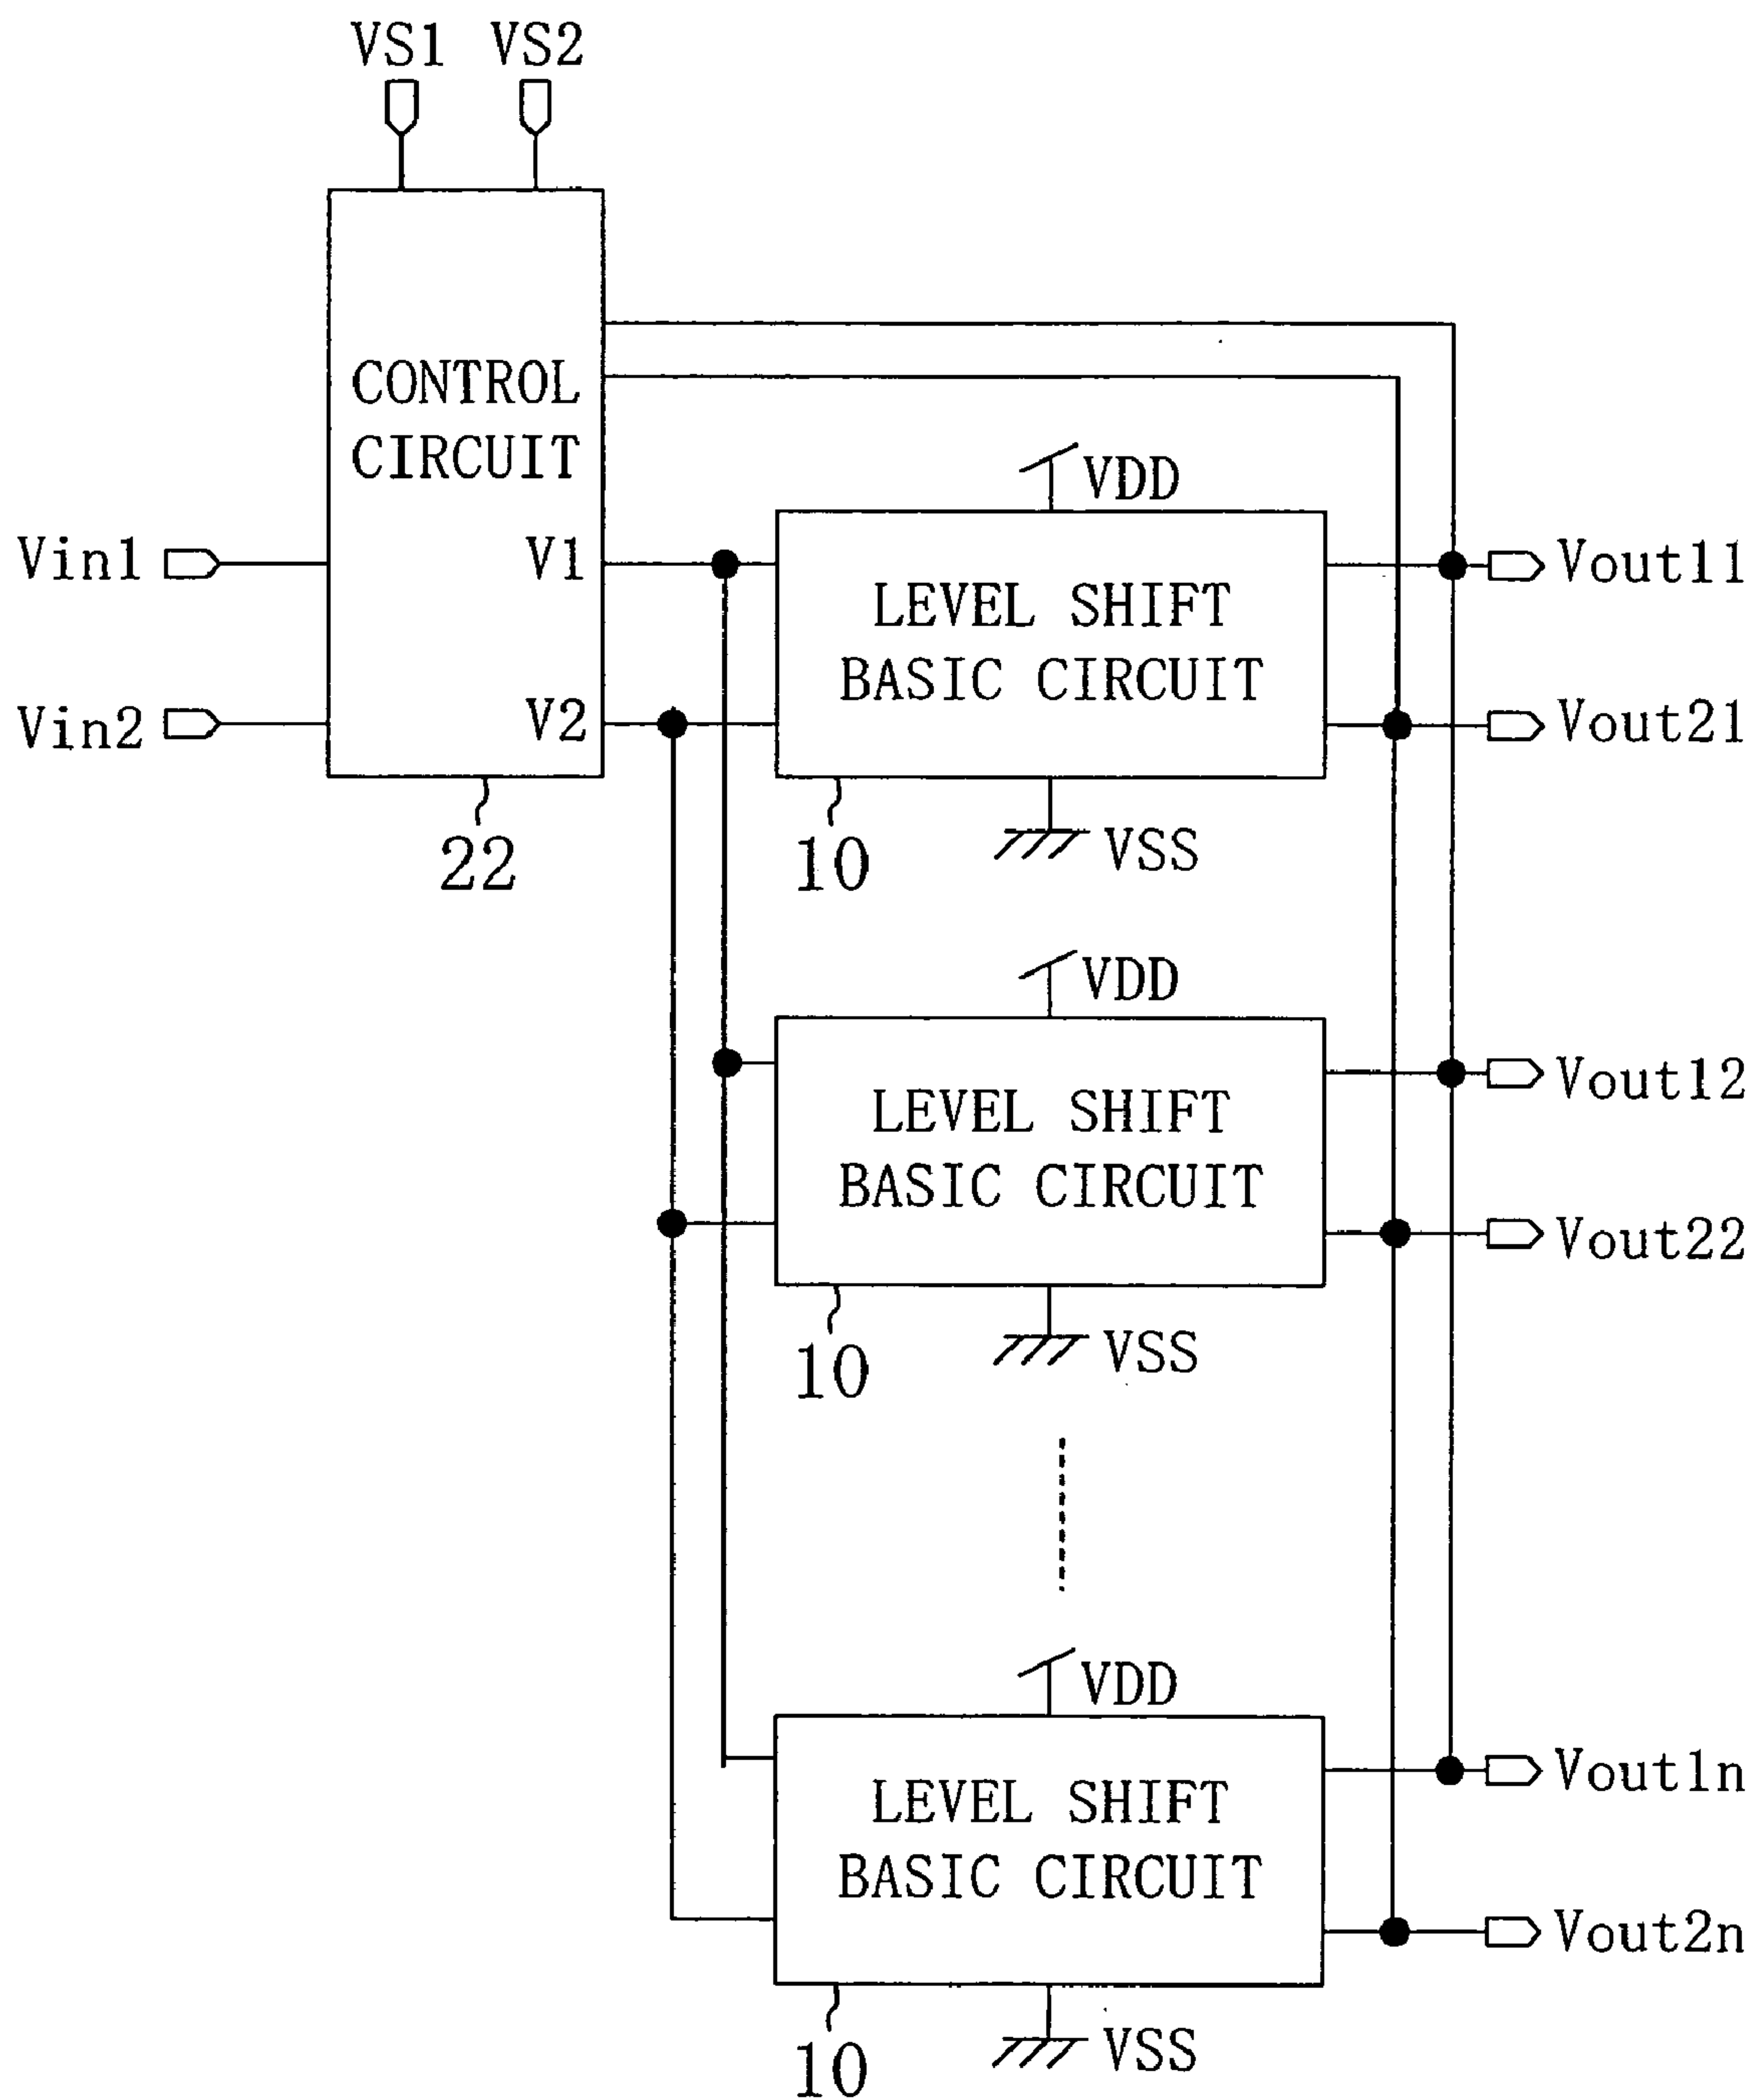 VS1 VS2
CONTROL
CIRCUIT
VDD
Vin1
V1
LEVEL SHIFT
BASIC CIRCUIT
Vout11
Vin2
V2
Vout21
22
10
VSS
VDD
LEVEL SHIFT
BASIC CIRCUIT
Vout12
Vout22
10
VSS
VDD
LEVEL SHIFT
BASIC CIRCUIT
Vout1n
Vout2n
10
VSS